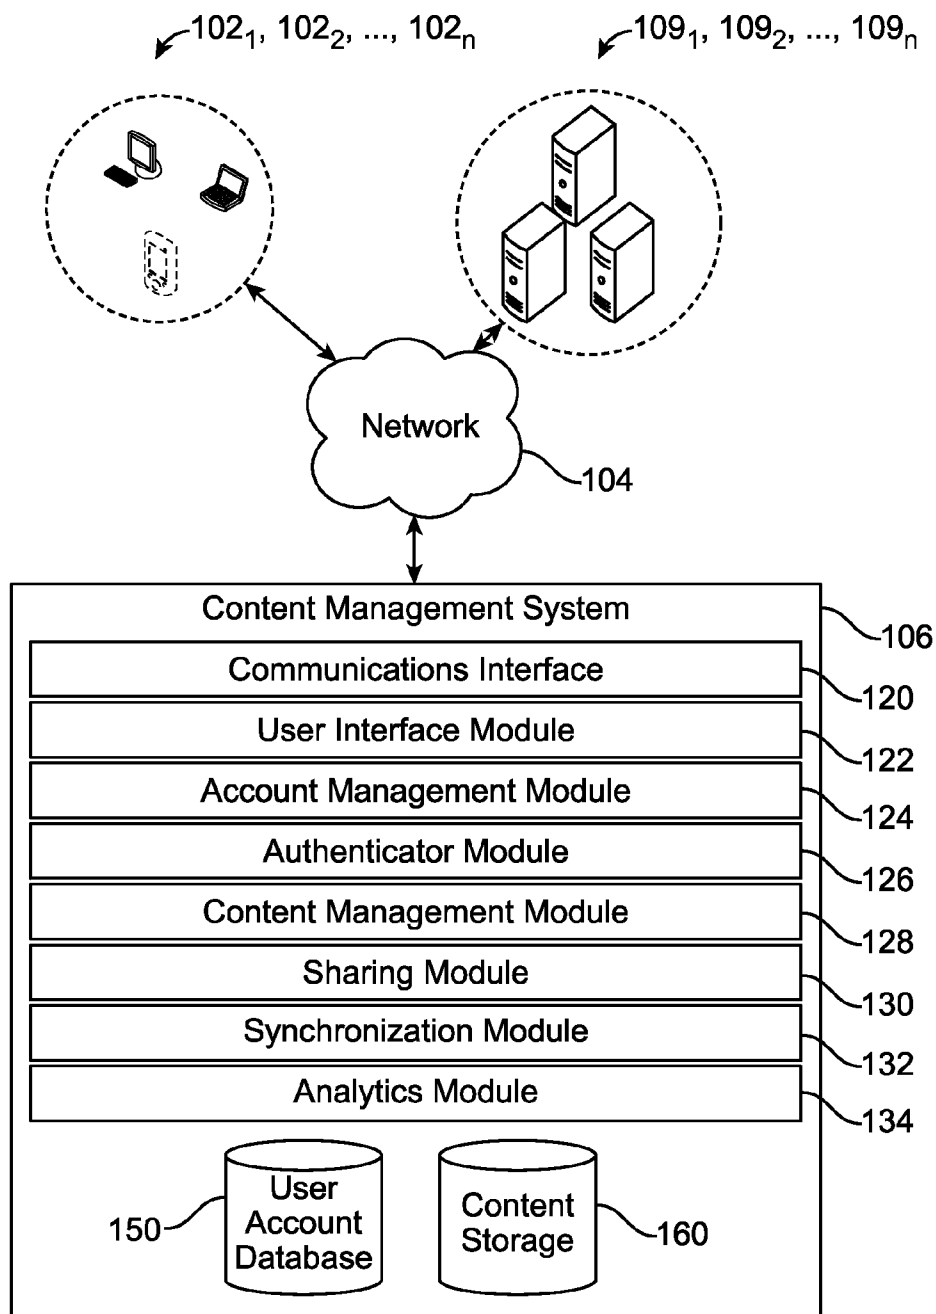 102₁, 102₂, ..., 102ₙ
109₁, 109₂, ..., 109ₙ
Network
104
Content Management System
106
Communications Interface
120
User Interface Module
122
Account Management Module
124
Authenticator Module
126
Content Management Module
128
Sharing Module
130
Synchronization Module
132
Analytics Module
134
150
User
Account
Database
Content
Storage
160